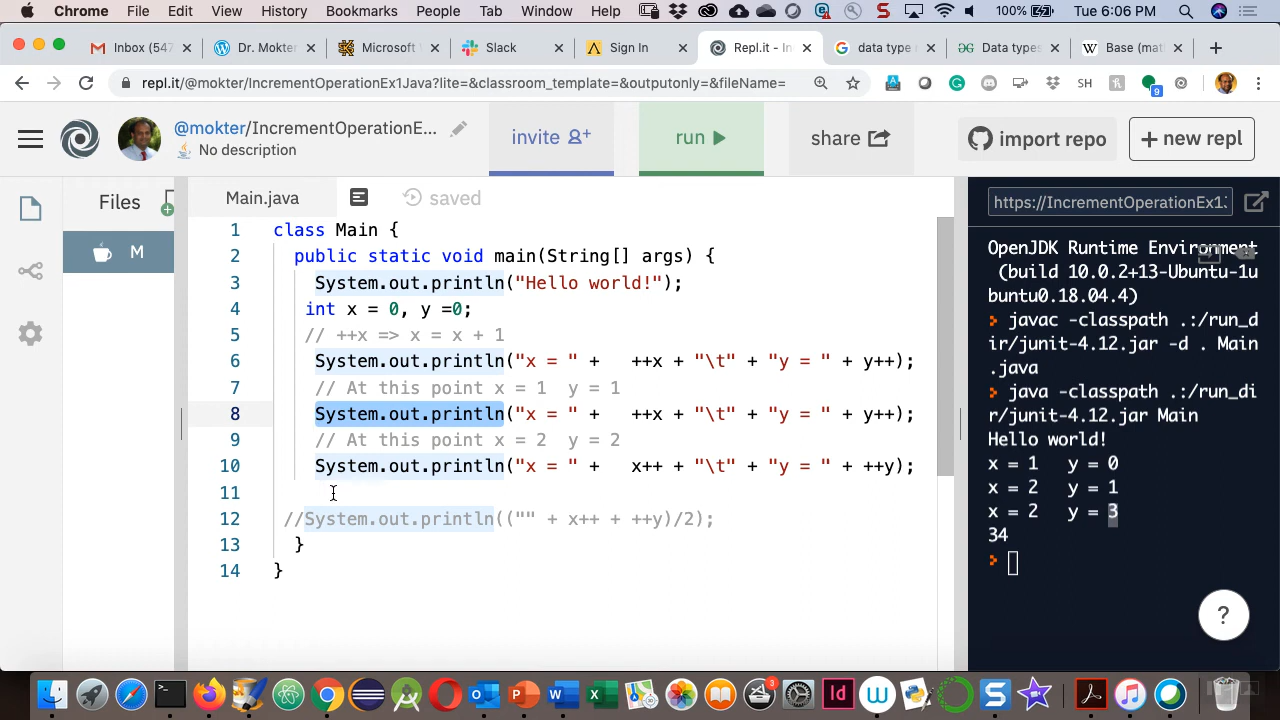 Chrome File Edit View History Bookmarks People Tab Window Help 100% Tue 6:06 PM
Inbox (547 Dr. Mokter Microsoft Slack Sign In Repl.it - In data type Data types Base (mat
repl.it/@mokter/IncrementOperationEx1Java?lite=&classroom_template=&outputonly=&fileName=
SH 9
@mokter/IncrementOperationE...
No description
invite
run
share
import repo
+ new repl
Files
M
Main.java
saved
1 class Main {
2 public static void main(String[] args) {
3 System.out.println("Hello world!");
4 int x = 0, y =0;
5 // ++x => x = x + 1
6 System.out.println("x = " + ++x + "\t" + "y = " + y++);
7 // At this point x = 1 y = 1
8 System.out.println("x = " + ++x + "\t" + "y = " + y++);
9 // At this point x = 2 y = 2
10 System.out.println("x = " + x++ + "\t" + "y = " + ++y);
11
12 //System.out.println(("" + x++ + ++y)/2);
13 }
14 }
https://IncrementOperationEx1.
OpenJDK Runtime Environment
(build 10.0.2+13-Ubuntu-1u
buntu0.18.04.4)
javac -classpath .:/run_d
ir/junit-4.12.jar -d . Main
.java
java -classpath .:/run_di
r/junit-4.12.jar Main
Hello world!
x = 1 y = 0
x = 2 y = 1
x = 2 y = 3
34
?
3
Id
W
S